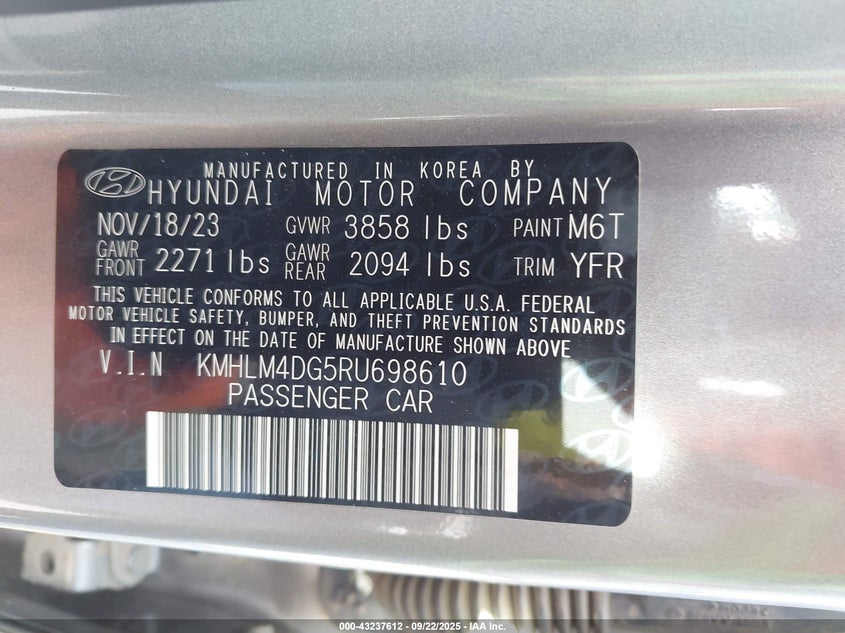 MANUFACTURED IN KOREA BY
HYUNDAI MOTOR COMPANY
NOV/18/23 GVWR 3858 lbs PAINT M6T
GAWR FRONT 2271 lbs GAWR REAR 2094 lbs TRIM YFR
THIS VEHICLE CONFORMS TO ALL APPLICABLE U.S.A. FEDERAL
MOTOR VEHICLE SAFETY, BUMPER, AND THEFT PREVENTION STANDARDS
IN EFFECT ON THE DATE OF MANUFACTURE SHOWN ABOVE
V.I.N KMHLM4DG5RU698610
PASSENGER CAR
000-43237612 - 09/22/2025 - IAA Inc.